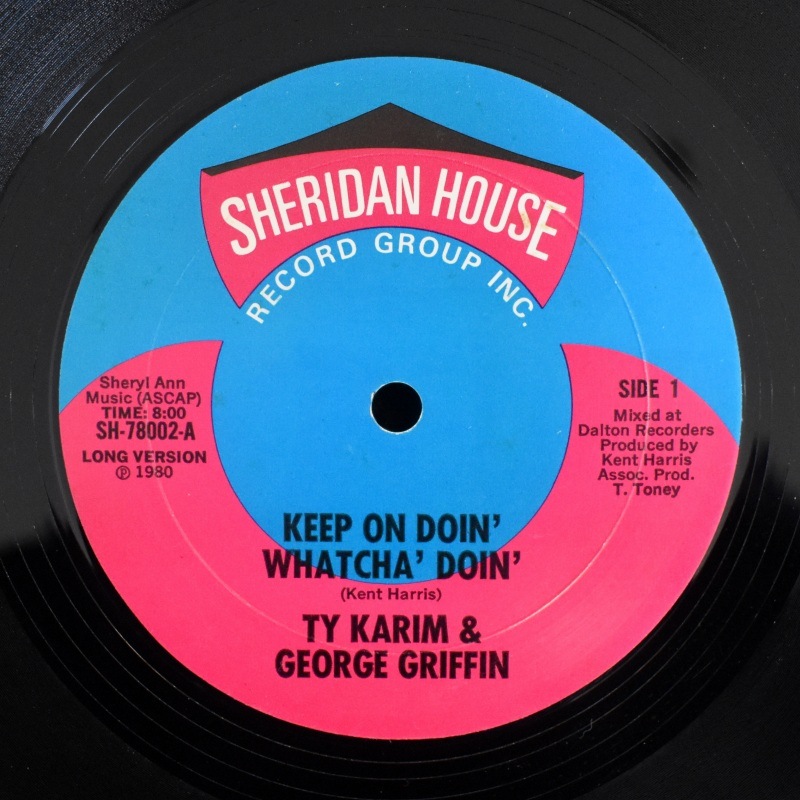 SHERIDAN HOUSE
RECORD GROUP INC.
Sheryl Ann
Music (ASCAP)
TIME: 8:00
SH-78002-A
LONG VERSION
℗ 1980
SIDE 1
Mixed at
Dalton Recorders
Produced by
Kent Harris
Assoc. Prod.
T. Toney
KEEP ON DOIN'
WHATCHA' DOIN'
(Kent Harris)
TY KARIM &
GEORGE GRIFFIN